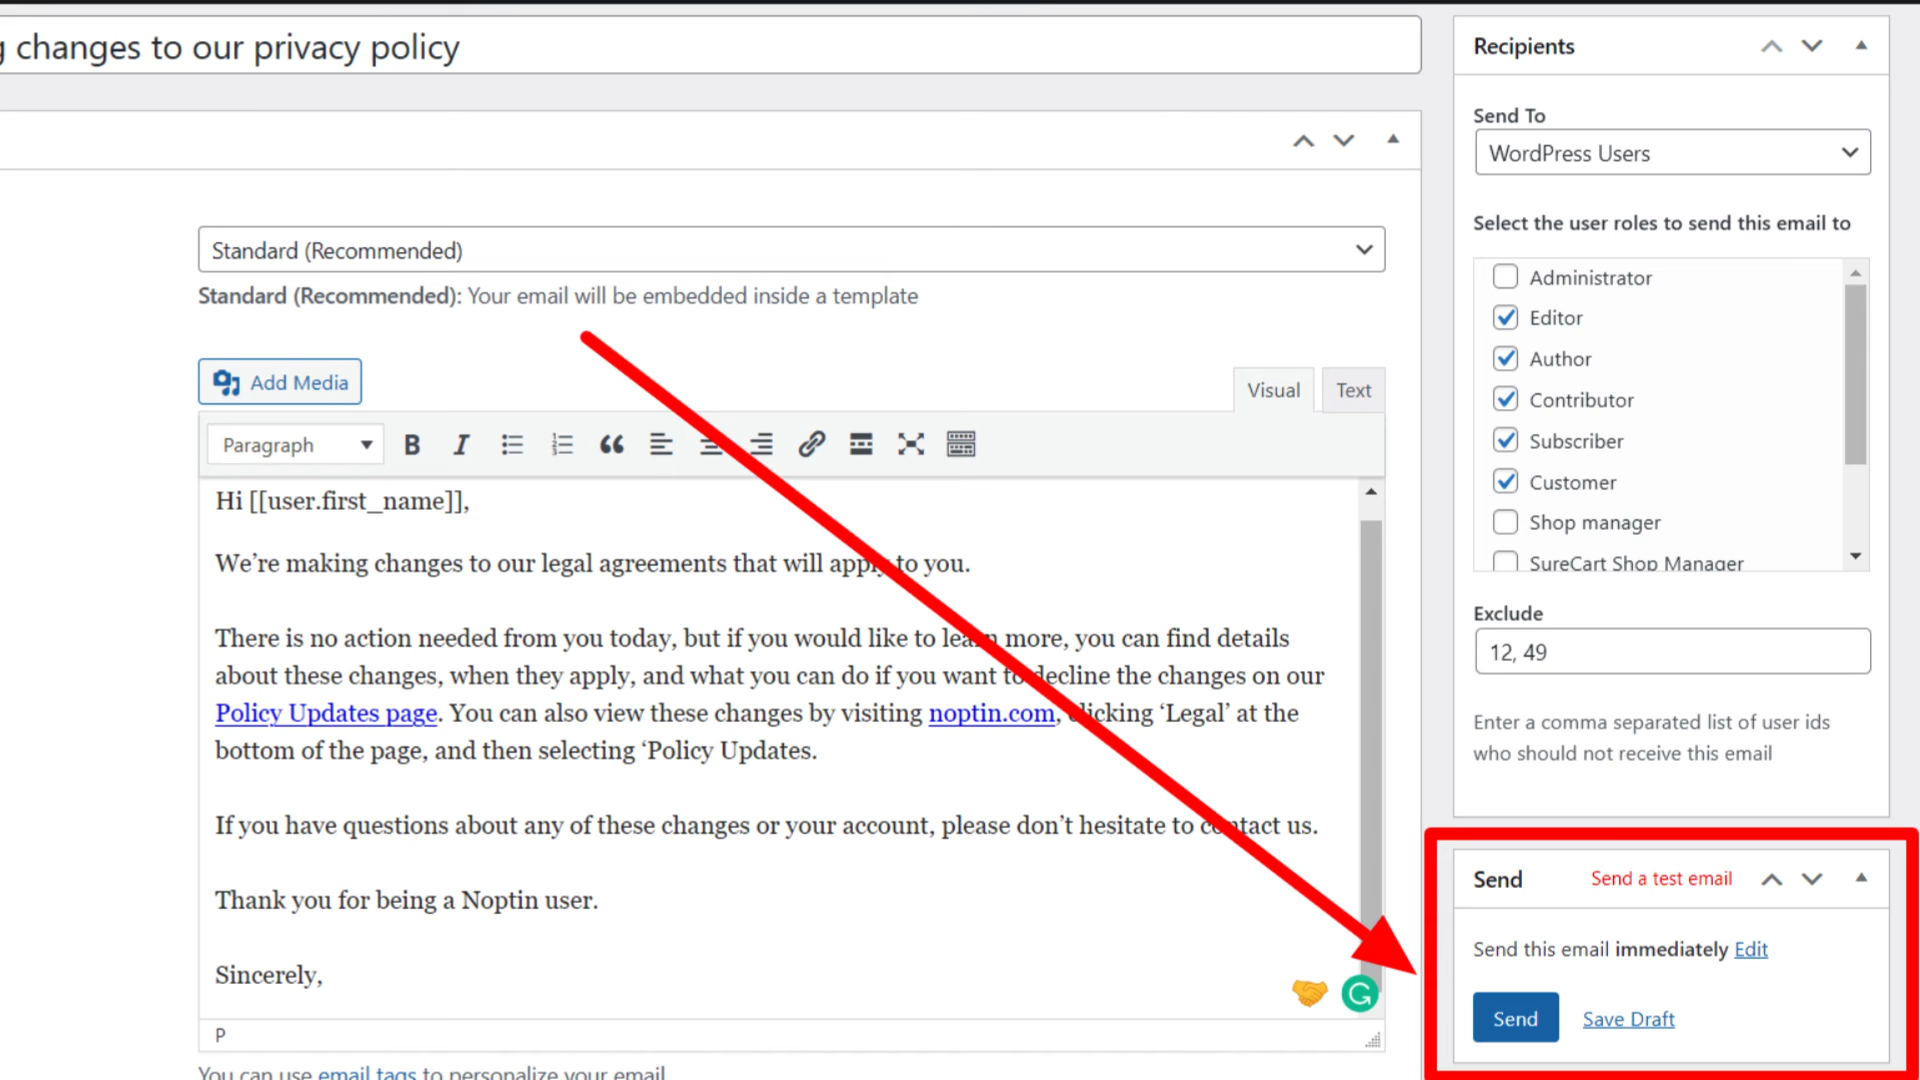 changes to our privacy policy
Standard (Recommended)
Standard (Recommended): Your email will be embedded inside a template
Add Media
Visual
Text
Paragraph
Hi [[user.first_name]],
We’re making changes to our legal agreements that will apply to you.
There is no action needed from you today, but if you would like to learn more, you can find details
about these changes, when they apply, and what you can do if you want to decline the changes on our
Policy Updates page. You can also view these changes by visiting noptin.com, clicking ‘Legal’ at the
bottom of the page, and then selecting ‘Policy Updates.
If you have questions about any of these changes or your account, please don’t hesitate to contact us.
Thank you for being a Noptin user.
Sincerely,
P
You can use email tags to personalize your email
Recipients
Send To
WordPress Users
Select the user roles to send this email to
Administrator
Editor
Author
Contributor
Subscriber
Customer
Shop manager
SureCart Shop Manager
Exclude
12, 49
Enter a comma separated list of user ids
who should not receive this email
Send
Send a test email
Send this email immediately Edit
Send
Save Draft